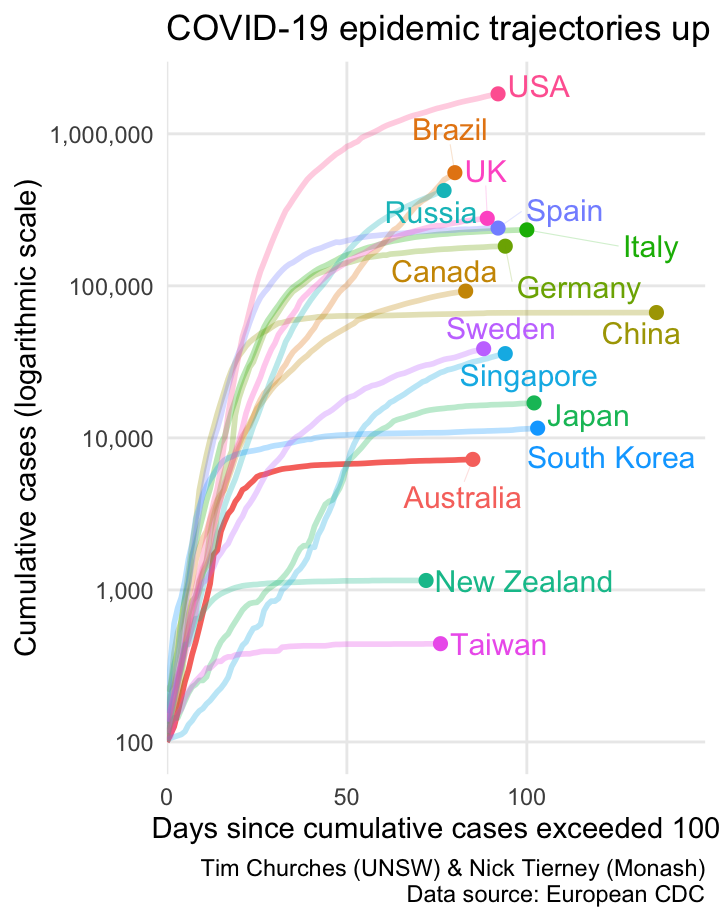 COVID-19 epidemic trajectories up
Cumulative cases (logarithmic scale)
1,000,000
100,000
10,000
1,000
100
USA
Brazil
UK
Russia
Spain
Italy
Canada
Germany
China
Sweden
Singapore
Japan
South Korea
Australia
New Zealand
Taiwan
0 50 100
Days since cumulative cases exceeded 100
Tim Churches (UNSW) & Nick Tierney (Monash)
Data source: European CDC